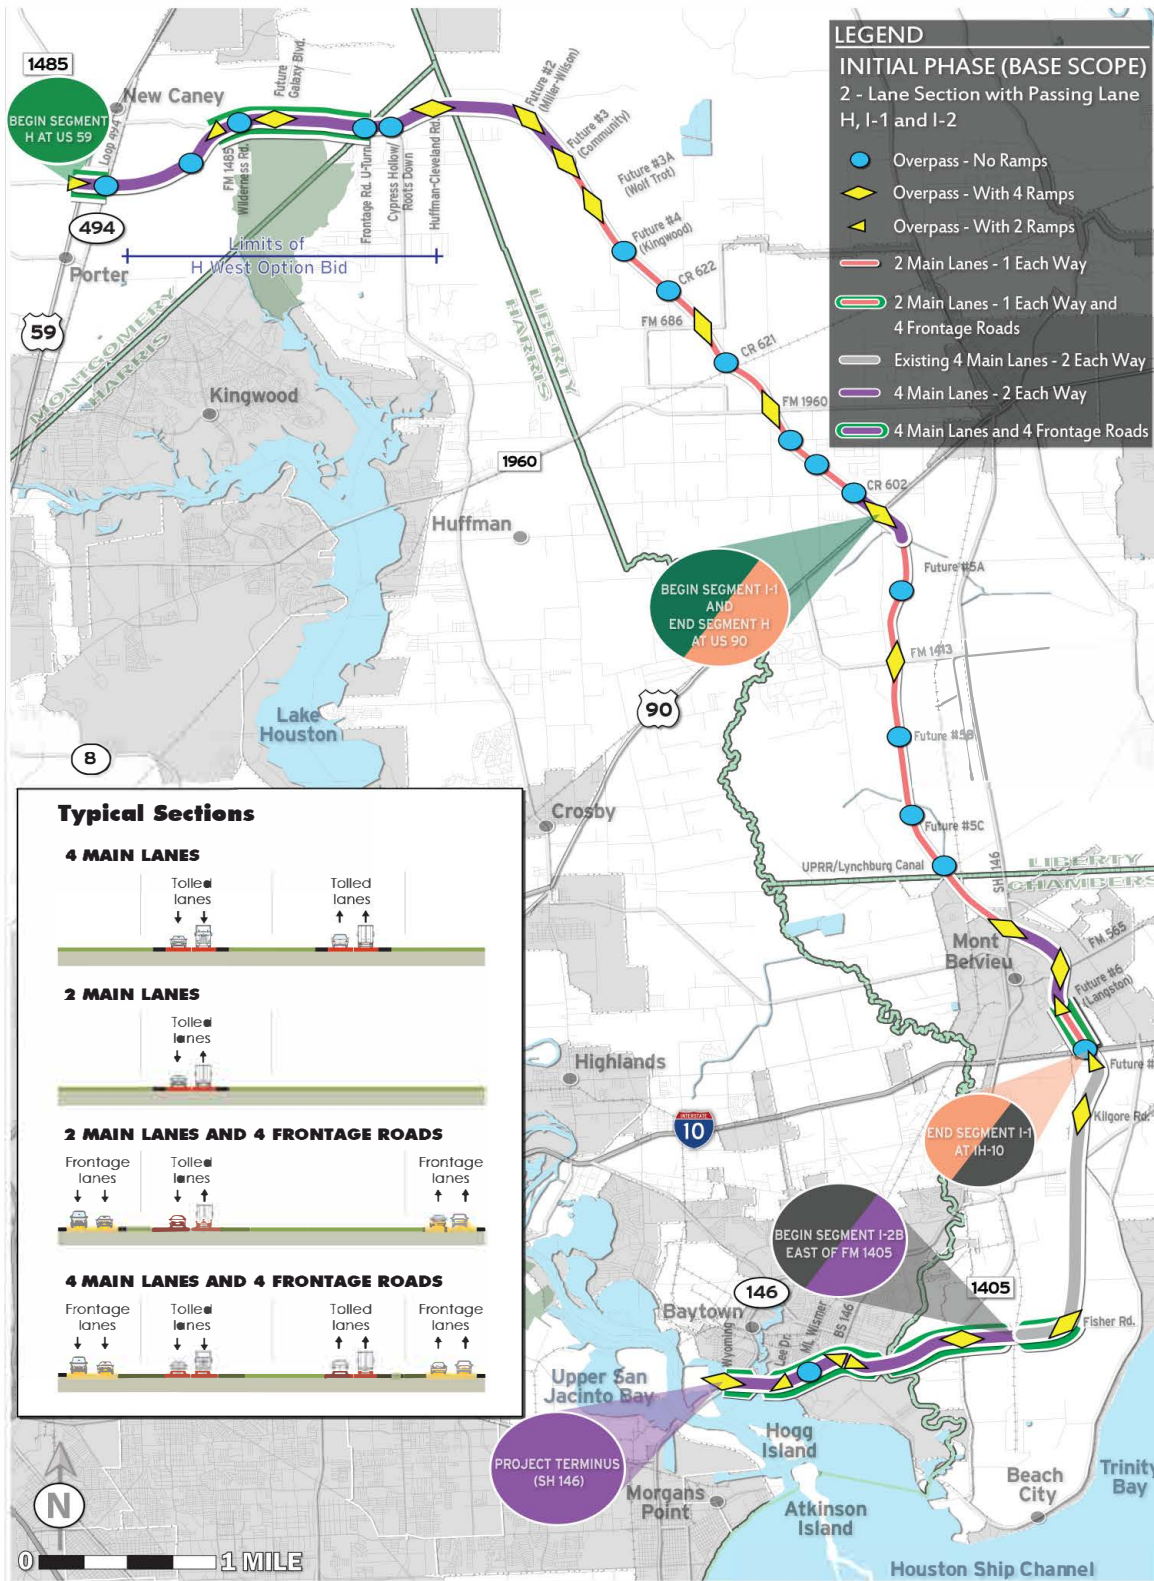 LEGEND
INITIAL PHASE (BASE SCOPE)
2 - Lane Section with Passing Lane
H, I-1 and I-2
Overpass - No Ramps
Overpass - With 4 Ramps
Overpass - With 2 Ramps
2 Main Lanes - 1 Each Way
2 Main Lanes - 1 Each Way and
4 Frontage Roads
Existing 4 Main Lanes - 2 Each Way
4 Main Lanes - 2 Each Way
4 Main Lanes and 4 Frontage Roads
1485
BEGIN SEGMENT
H AT US 59
New Caney
Loop 494
494
Porter
59
FM 1485
Wilderness Rd.
Future
Galaxy Blvd.
Frontage Rd. U-Turn
Cypress Hollow/
Roots Down
Huffman-Cleveland Rd.
Limits of
H West Option Bid
MONTGOMERY
HARRIS
LIBERTY
HARRIS
Future #2
(Miller-Wilson)
Future #3
(Community)
Future #3A
(Wolf Trot)
Future #4
(Kingwood)
CR 622
FM 686
CR 621
FM 1960
CR 602
Kingwood
1960
Huffman
BEGIN SEGMENT I-1
AND
END SEGMENT H
AT US 90
Future #5A
FM 1413
90
Future #5B
Lake
Houston
8
Crosby
Future #5C
UPRR/Lynchburg Canal
SH 146
LIBERTY
CHAMBERS
Mont
Belvieu
FM 565
Future #6
(Langston)
Future #
Highlands
INTERSTATE
10
END SEGMENT I-1
AT IH-10
Kilgore Rd.
BEGIN SEGMENT I-2B
EAST OF FM 1405
1405
Fisher Rd.
146
Baytown
Wyoming
Lee Dr.
Mt. Wismer
BS 146
Upper San
Jacinto Bay
PROJECT TERMINUS
(SH 146)
Hogg
Island
Morgans
Point
Atkinson
Island
Beach
City
Trinity
Bay
Houston Ship Channel
Typical Sections
4 MAIN LANES
Tolled
lanes
Tolled
lanes
2 MAIN LANES
Tolled
lanes
2 MAIN LANES AND 4 FRONTAGE ROADS
Frontage
lanes
Tolled
lanes
Frontage
lanes
4 MAIN LANES AND 4 FRONTAGE ROADS
Frontage
lanes
Tolled
lanes
Tolled
lanes
Frontage
lanes
N
0 1 MILE